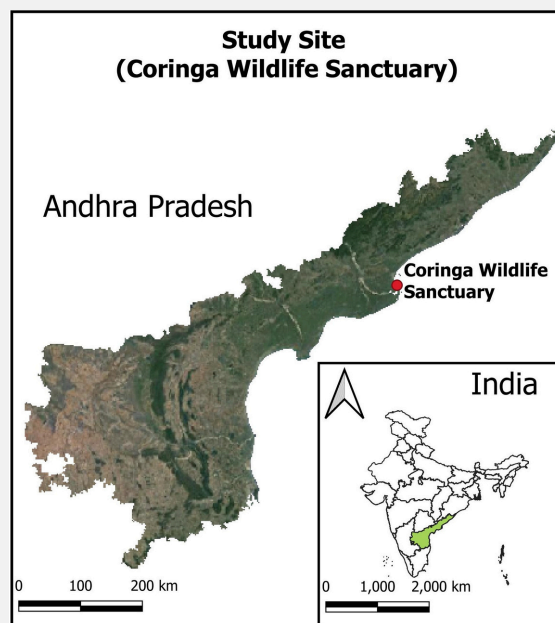 Study Site
(Coringa Wildlife Sanctuary)
Andhra Pradesh
Coringa Wildlife
Sanctuary
India
0 100 200 km
0 1,000 2,000 km